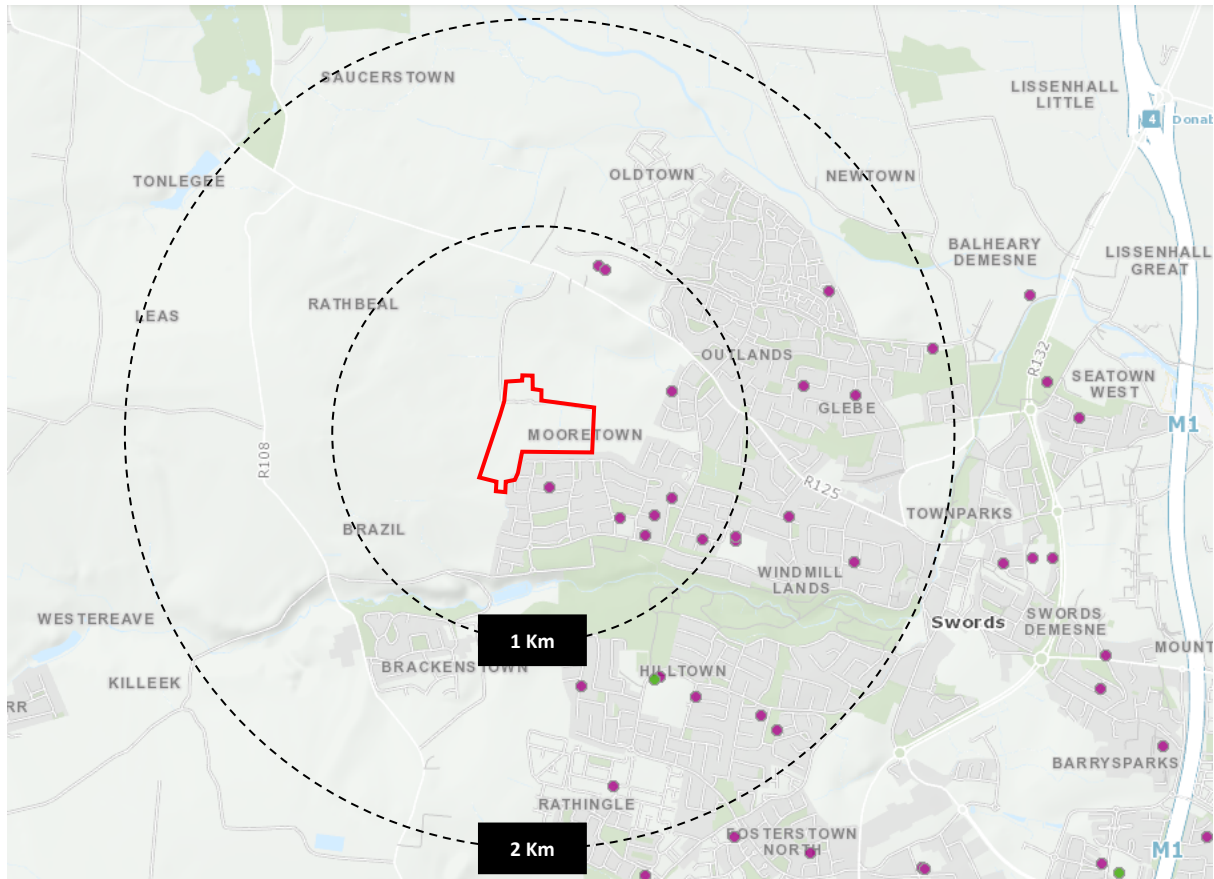 SAUCERSTOWN
LISSENHALL
LITTLE
4
Donab
TONLEGEE
OLDTOWN
NEWTOWN
BALHEARY
DEMESNE
LISSENHALL
GREAT
RATHBEAL
LEAS
R132
OUTLANDS
SEATOWN
WEST
GLEBE
M1
MOORETOWN
R108
R125
TOWNPARKS
BRAZIL
WINDMILL
LANDS
WESTEREAVE
SWORDS
DEMESNE
Swords
1 Km
MOUNT
BRACKENSTOWN
HILLTOWN
KILLEEK
RR
BARRYSPARKS
RATHINGLE
FOSTERSTOWN
NORTH
2 Km
M1